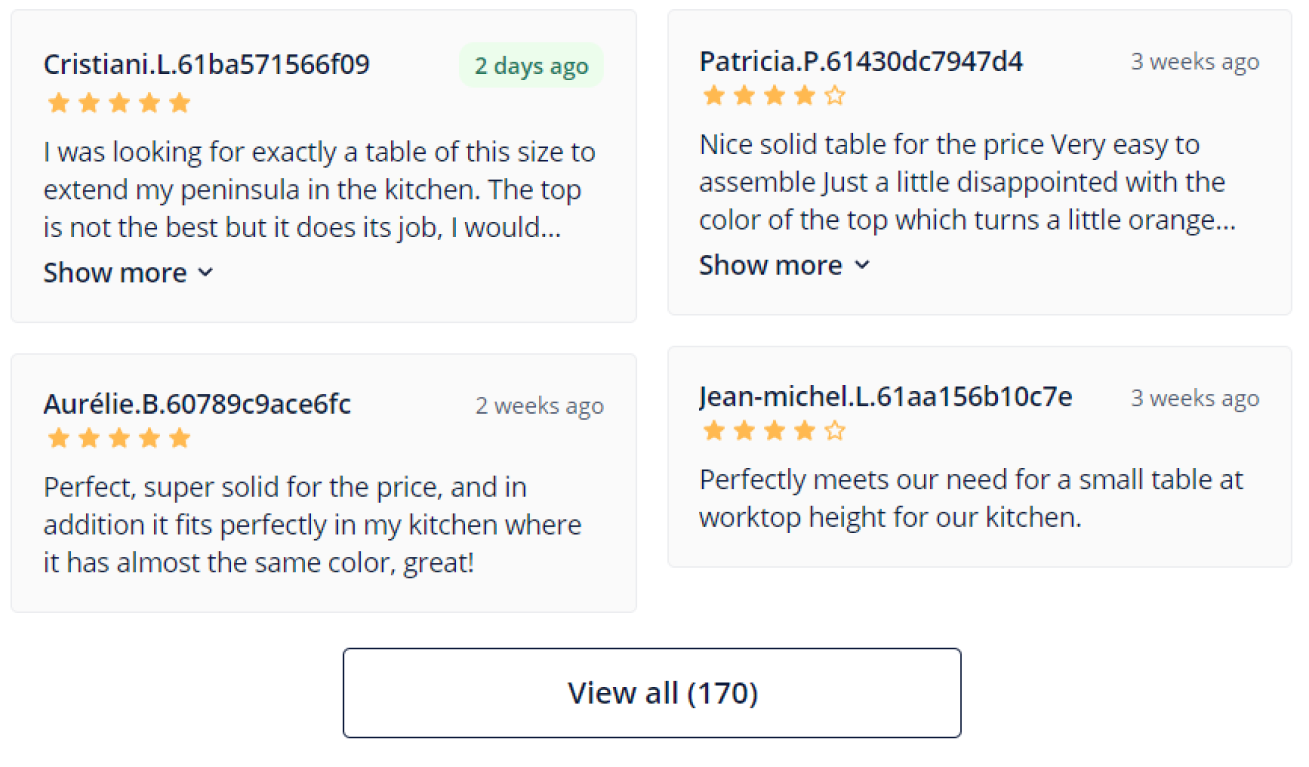 Cristiani.L.61ba571566f09
2 days ago
I was looking for exactly a table of this size to
extend my peninsula in the kitchen. The top
is not the best but it does its job, I would...
Show more
Aurélie.B.60789c9ace6fc
2 weeks ago
Perfect, super solid for the price, and in
addition it fits perfectly in my kitchen where
it has almost the same color, great!
Patricia.P.61430dc7947d4
3 weeks ago
Nice solid table for the price Very easy to
assemble Just a little disappointed with the
color of the top which turns a little orange...
Show more
Jean-michel.L.61aa156b10c7e
3 weeks ago
Perfectly meets our need for a small table at
worktop height for our kitchen.
View all (170)